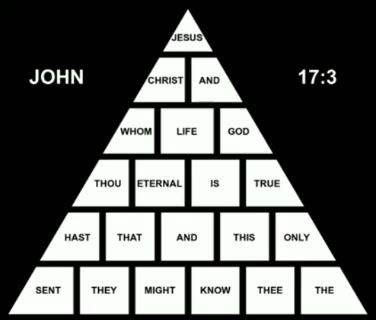 JESUS
JOHN CHRIST AND 17:3
WHOM LIFE GOD
THOU ETERNAL IS TRUE
HAST THAT AND THIS ONLY
SENT THEY MIGHT KNOW THEE THE